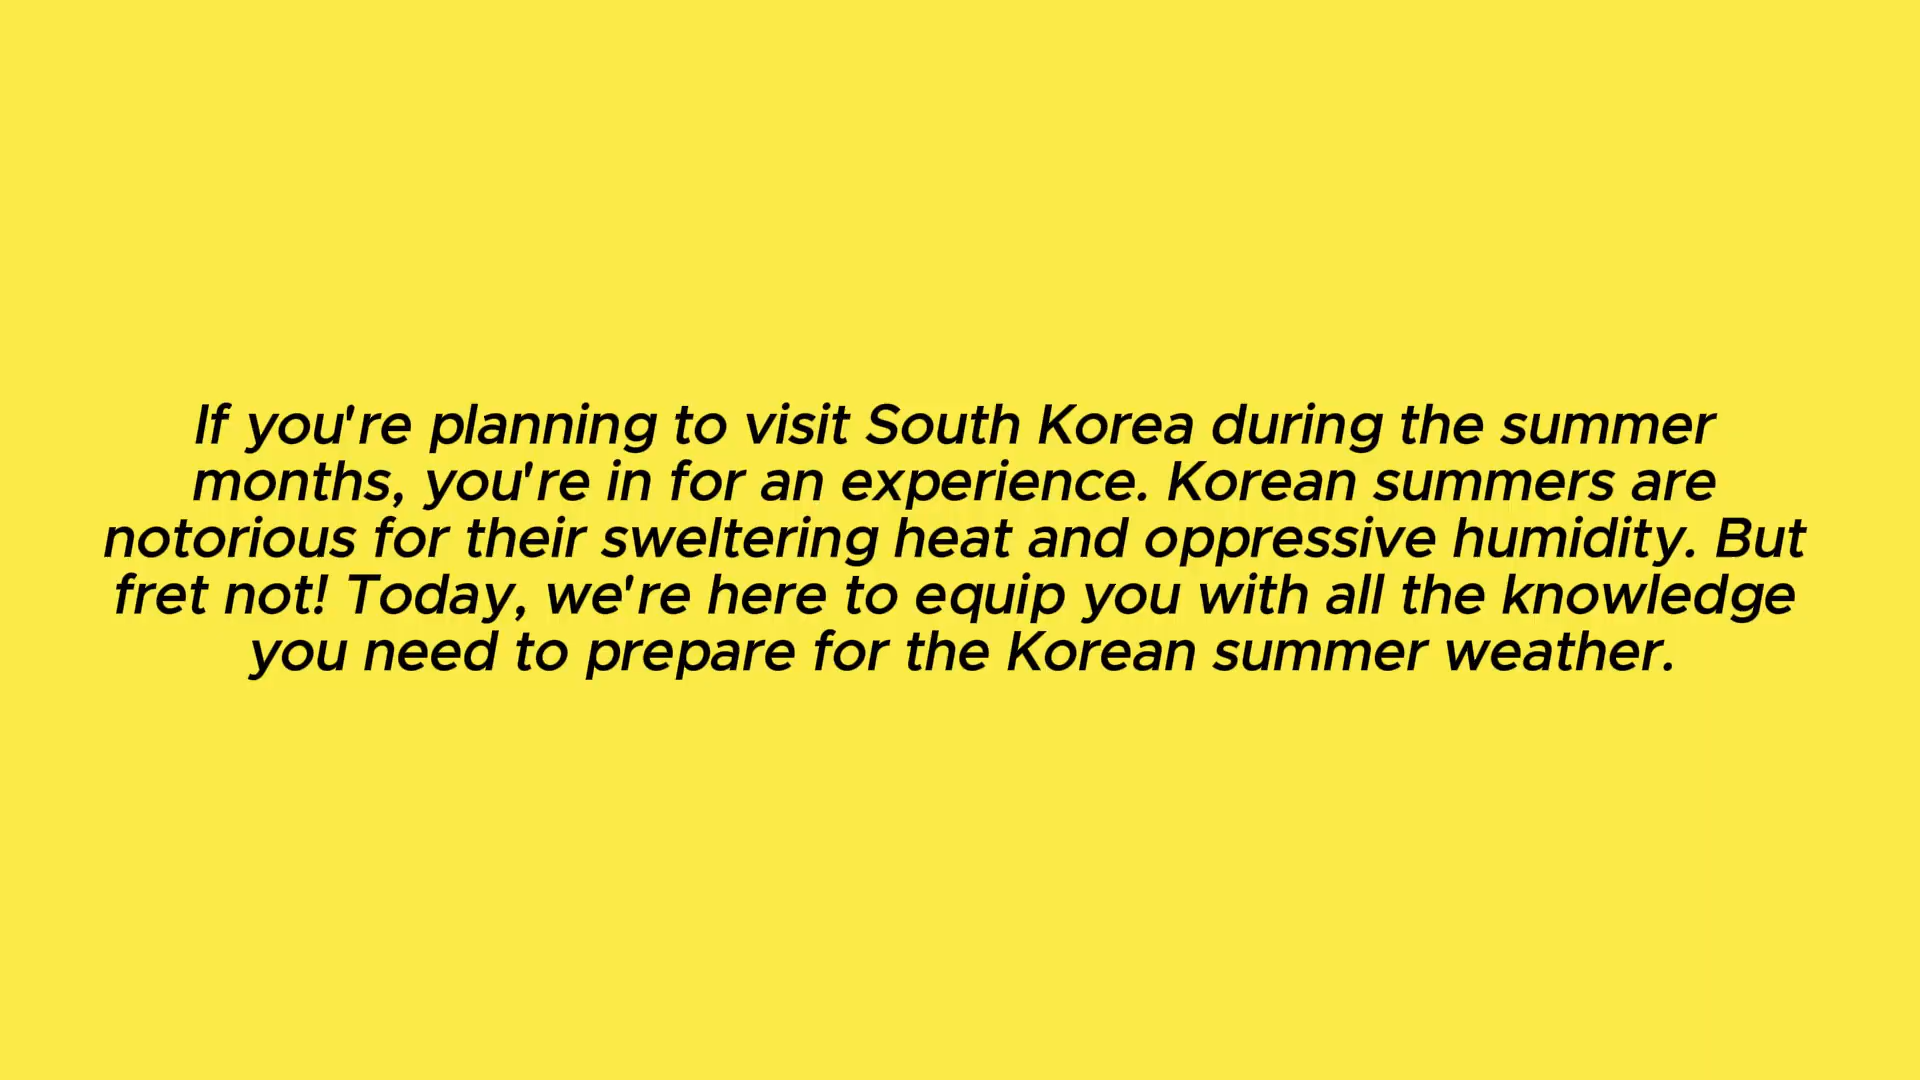 If you're planning to visit South Korea during the summer
months, you're in for an experience. Korean summers are
notorious for their sweltering heat and oppressive humidity. But
fret not! Today, we're here to equip you with all the knowledge
you need to prepare for the Korean summer weather.